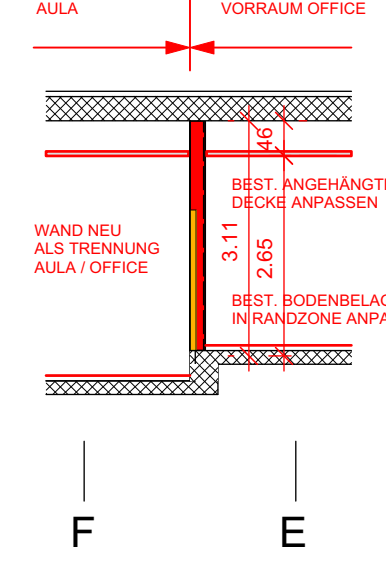 AULA
VORRAUM OFFICE
46
BEST. ANGEHÄNGTE
DECKE ANPASSEN
WAND NEU
ALS TRENNUNG
AULA / OFFICE
3.11
2.65
BEST. BODENBELAG
IN RANDZONE ANPA
F
E